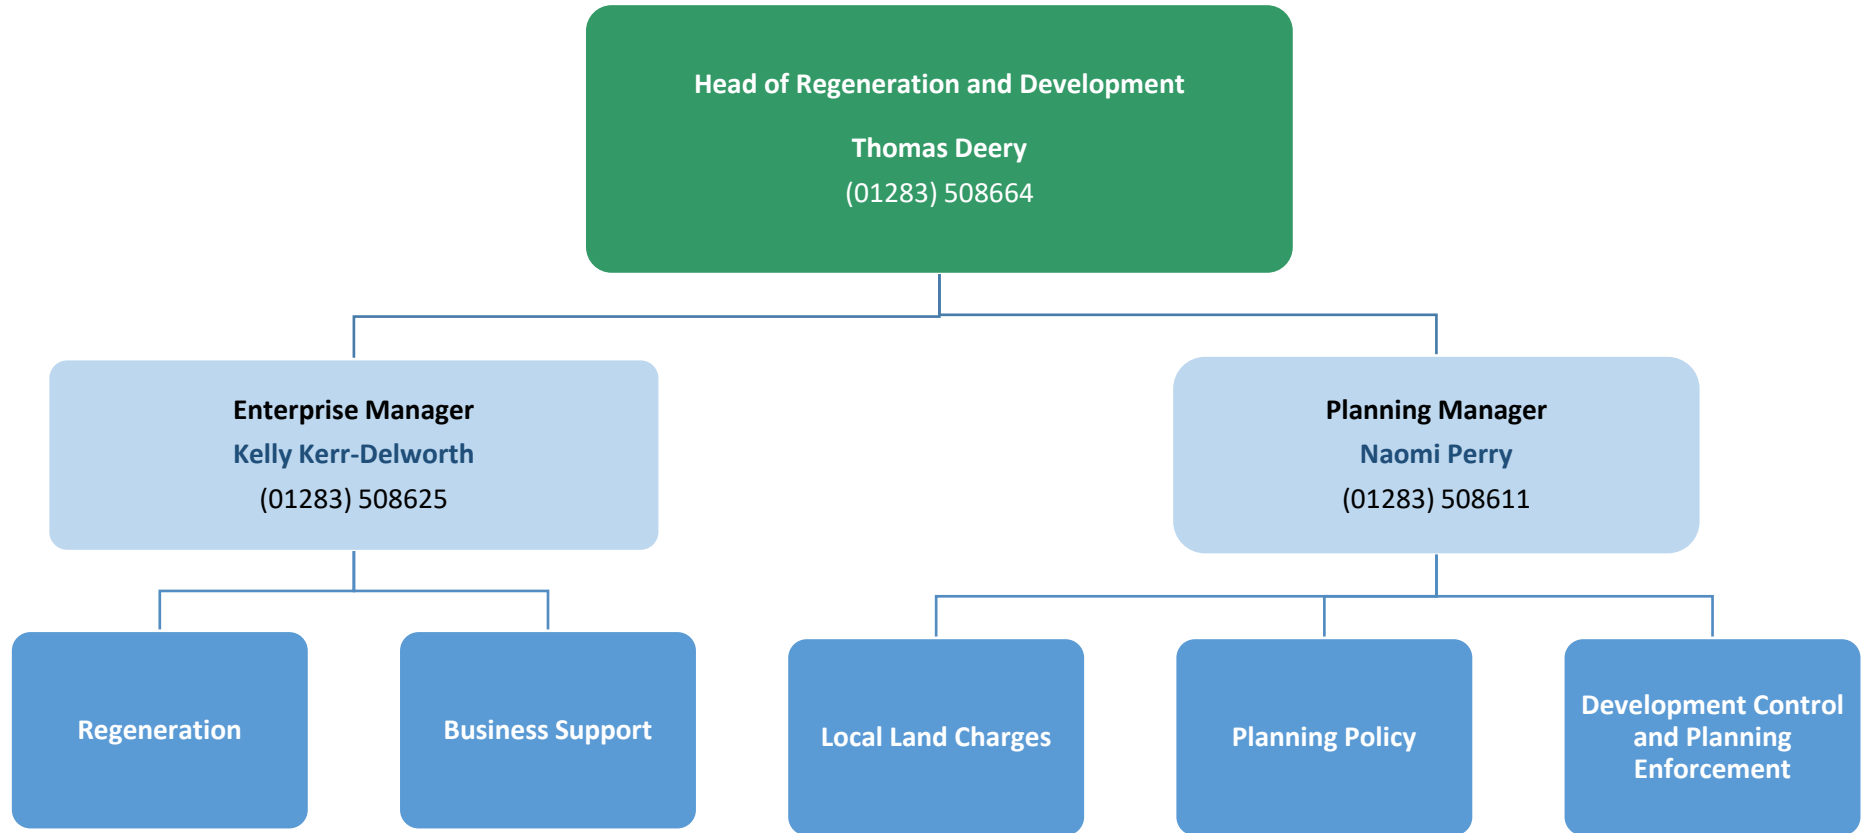 Head of Regeneration and Development
Thomas Deery
(01283) 508664
Enterprise Manager
Kelly Kerr-Delworth
(01283) 508625
Planning Manager
Naomi Perry
(01283) 508611
Regeneration
Business Support
Local Land Charges
Planning Policy
Development Control
and Planning
Enforcement